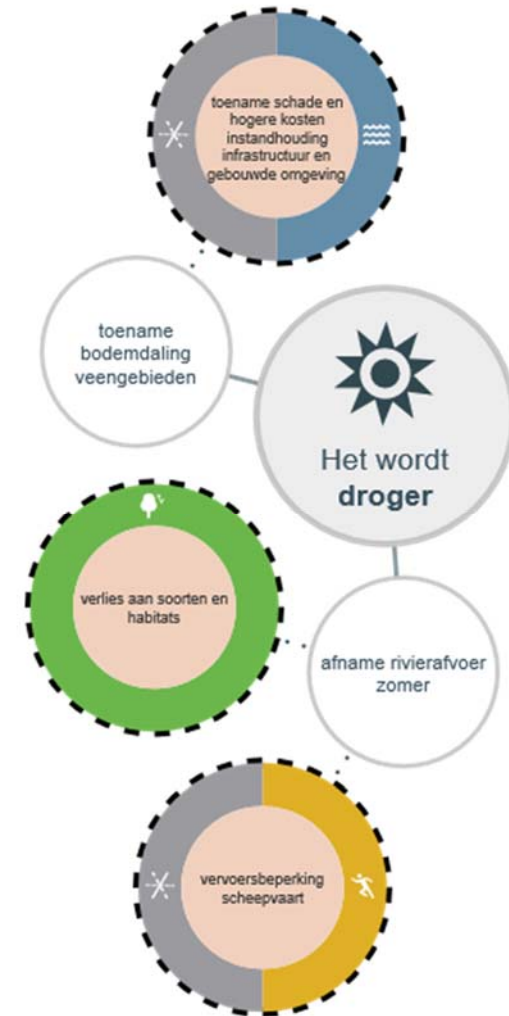 toename schade en
hogere kosten
instandhouding
infrastructuur en
gebouwde omgeving
toename
bodemdaling
veengebieden
Het wordt
droger
verlies aan soorten en
habitats
afname rivierafvoer
zomer
vervoersbeperking
scheepvaart